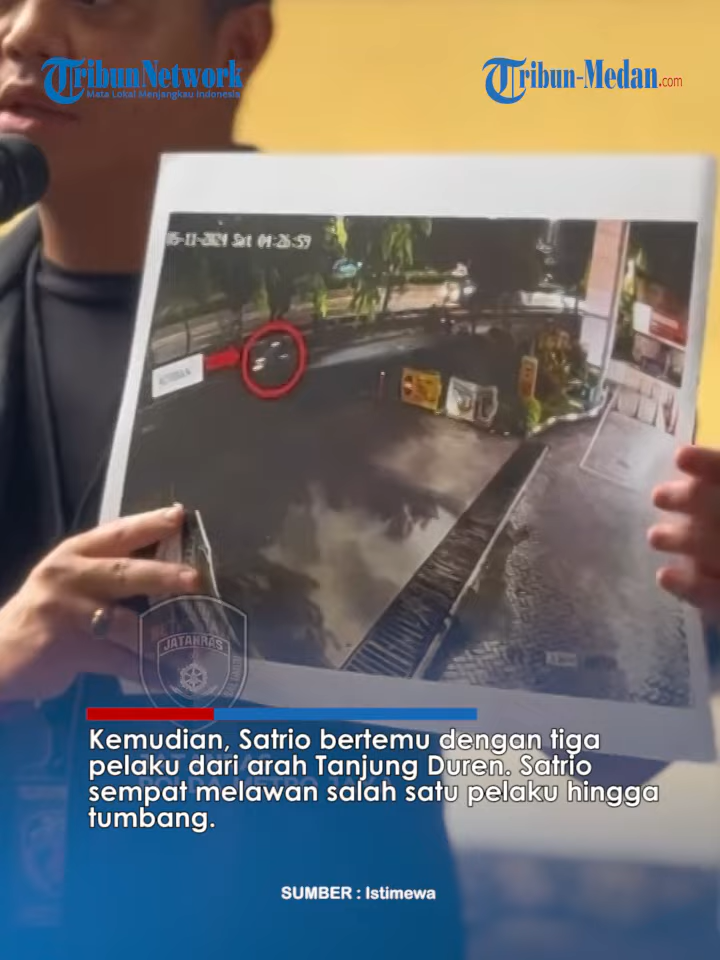 TribunNetwork
Mata Lokal Menjangkau Indonesia
Tribun-Medan.com
05-11-2024 Sat 04:26:59
KORBAN
JATANRAS
Kemudian, Satrio bertemu dengan tiga
pelaku dari arah Tanjung Duren. Satrio
sempat melawan salah satu pelaku hingga
tumbang.
SUMBER : Istimewa